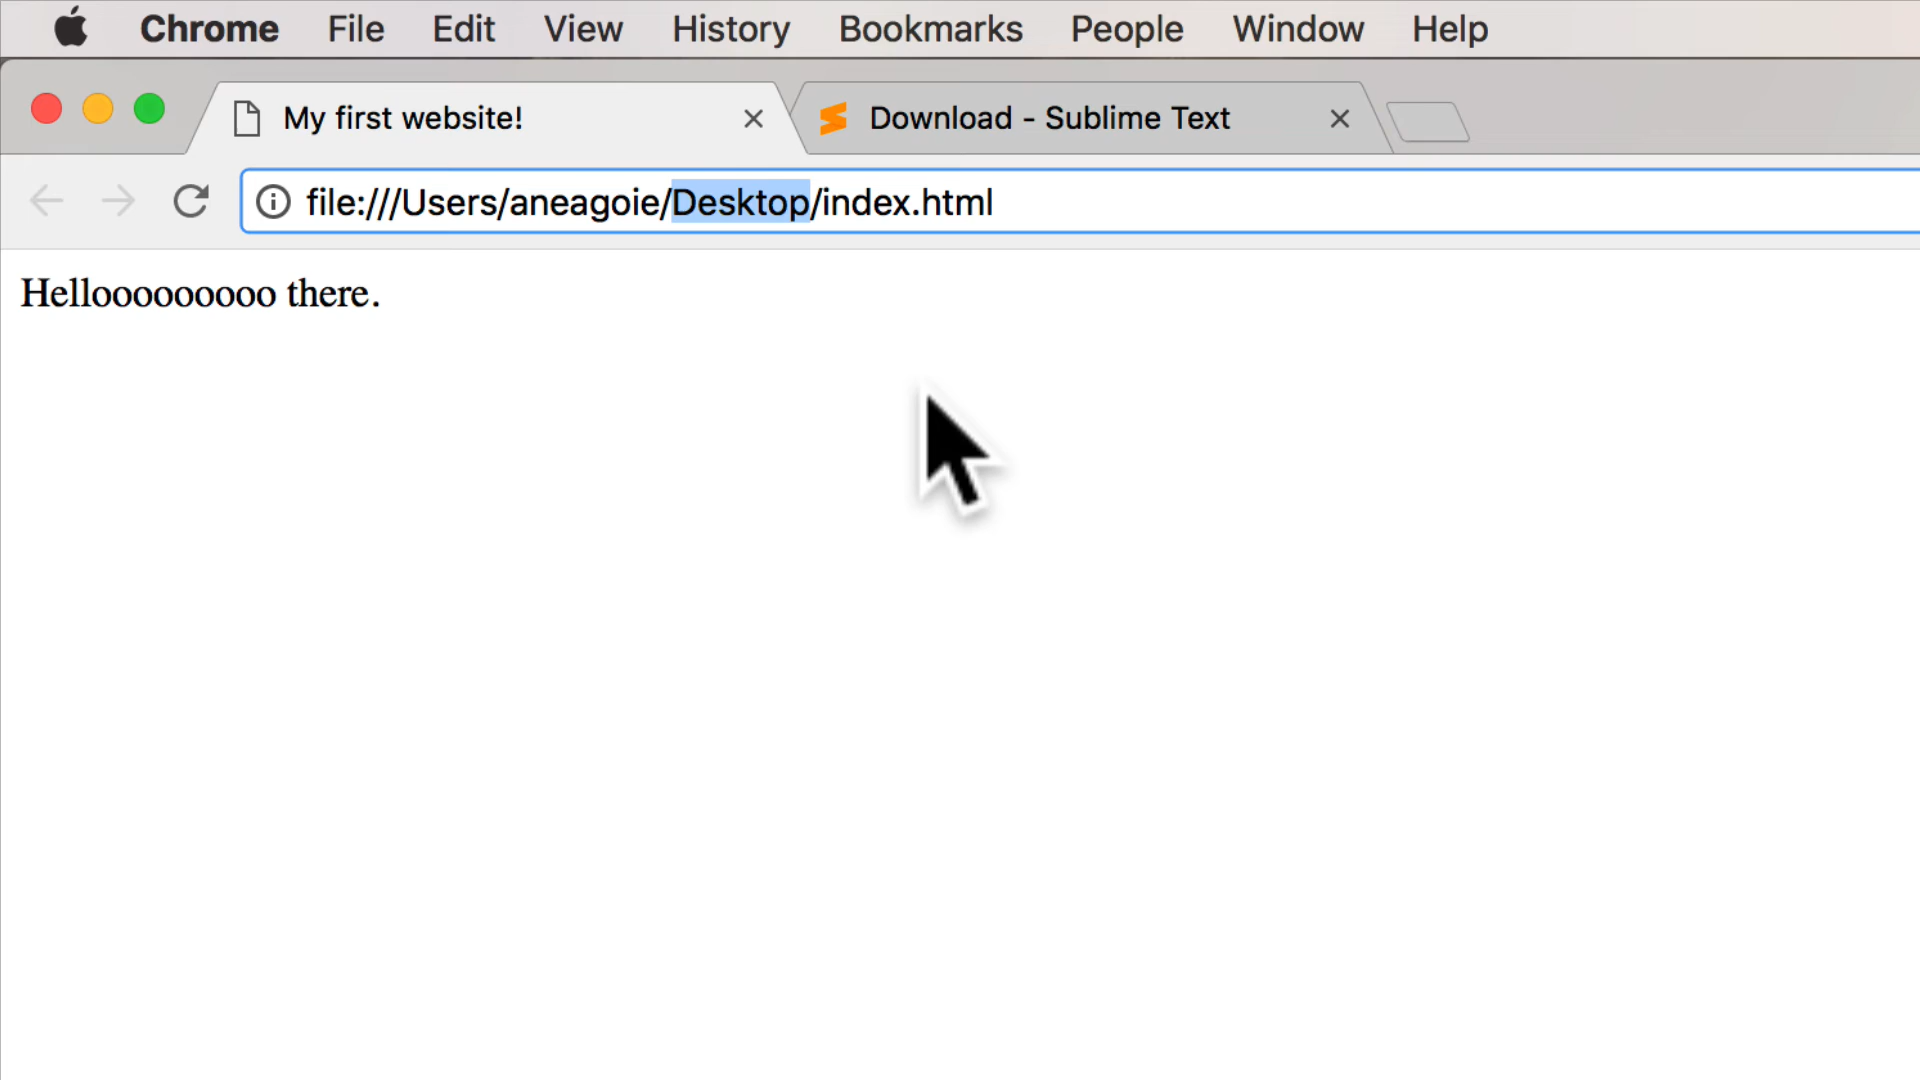 Chrome File Edit View History Bookmarks People Window Help
My first website! Download - Sublime Text
file:///Users/aneagoie/Desktop/index.html
Helloooooooooo there.